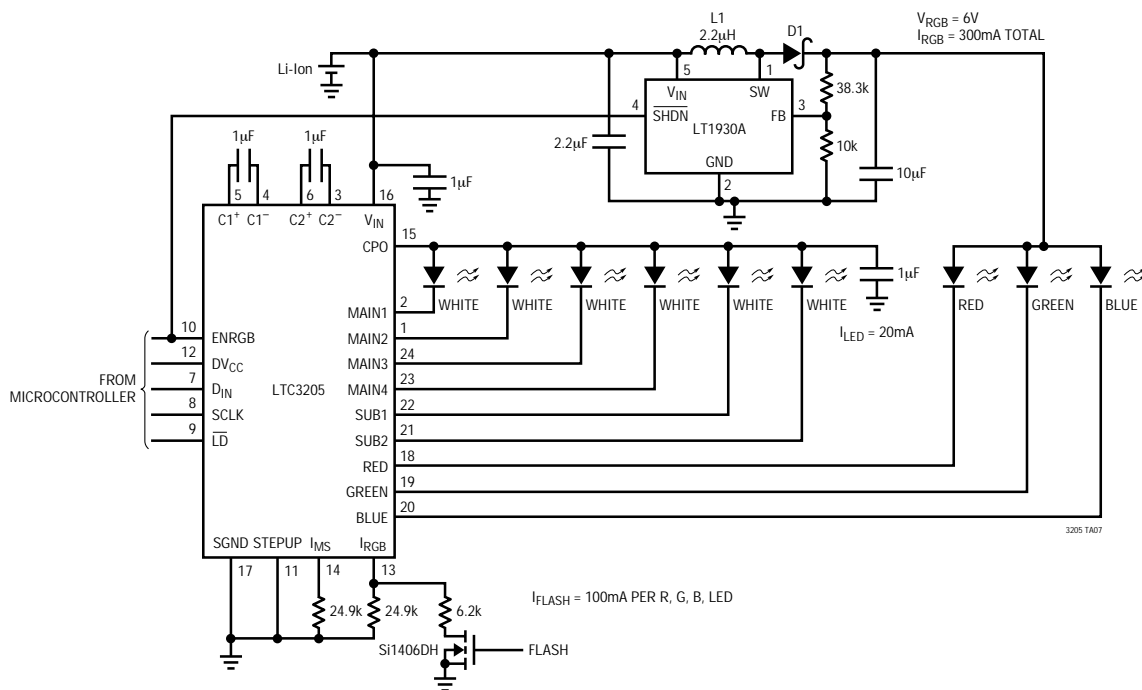 L1
2.2μH
D1
VRGB = 6V
IRGB = 300mA TOTAL
Li-Ion
5
1
VIN
SW
4
SHDN
LT1930A
FB
3
38.3k
10k
GND
2
2.2μF
10μF
1μF
1μF
1μF
5 4 6 3
16
C1+ C1− C2+ C2−
VIN
CPO
15
WHITE WHITE WHITE WHITE WHITE WHITE
1μF
RED GREEN BLUE
ILED = 20mA
MAIN1
2
MAIN2
1
MAIN3
24
MAIN4
23
SUB1
22
SUB2
21
RED
18
GREEN
19
BLUE
20
FROM
MICROCONTROLLER
10
ENRGB
12
DVCC
7
DIN
8
SCLK
9
LD
LTC3205
3205 TA07
SGND STEPUP IMS IRGB
17 11 14 13
24.9k 24.9k 6.2k
IFLASH = 100mA PER R, G, B, LED
Si1406DH
FLASH